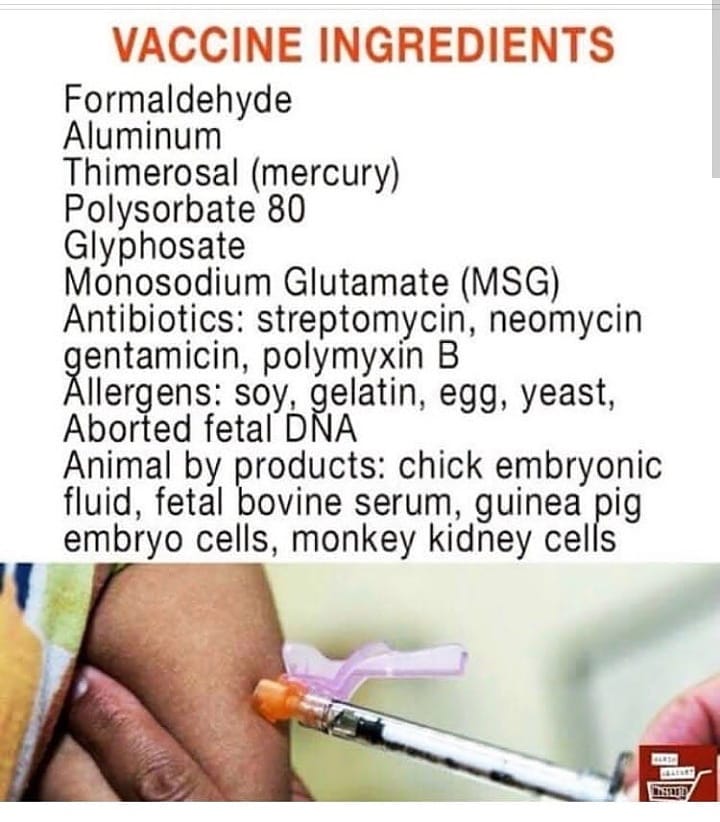 VACCINE INGREDIENTS
Formaldehyde
Aluminum
Thimerosal (mercury)
Polysorbate 80
Glyphosate
Monosodium Glutamate (MSG)
Antibiotics: streptomycin, neomycin
gentamicin, polymyxin B
Allergens: soy, gelatin, egg, yeast,
Aborted fetal DNA
Animal by products: chick embryonic
fluid, fetal bovine serum, guinea pig
embryo cells, monkey kidney cells